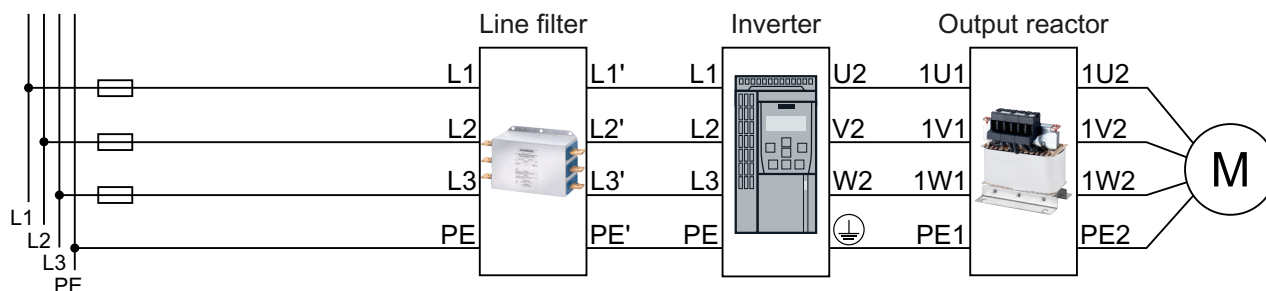 Line filter Inverter Output reactor
L1 L1' L1 U2 1U1 1U2
L2 L2' L2 V2 1V1 1V2
M
L3 L3' L3 W2 1W1 1W2
L1
L2
PE PE' PE PE1 PE2
L3
PE